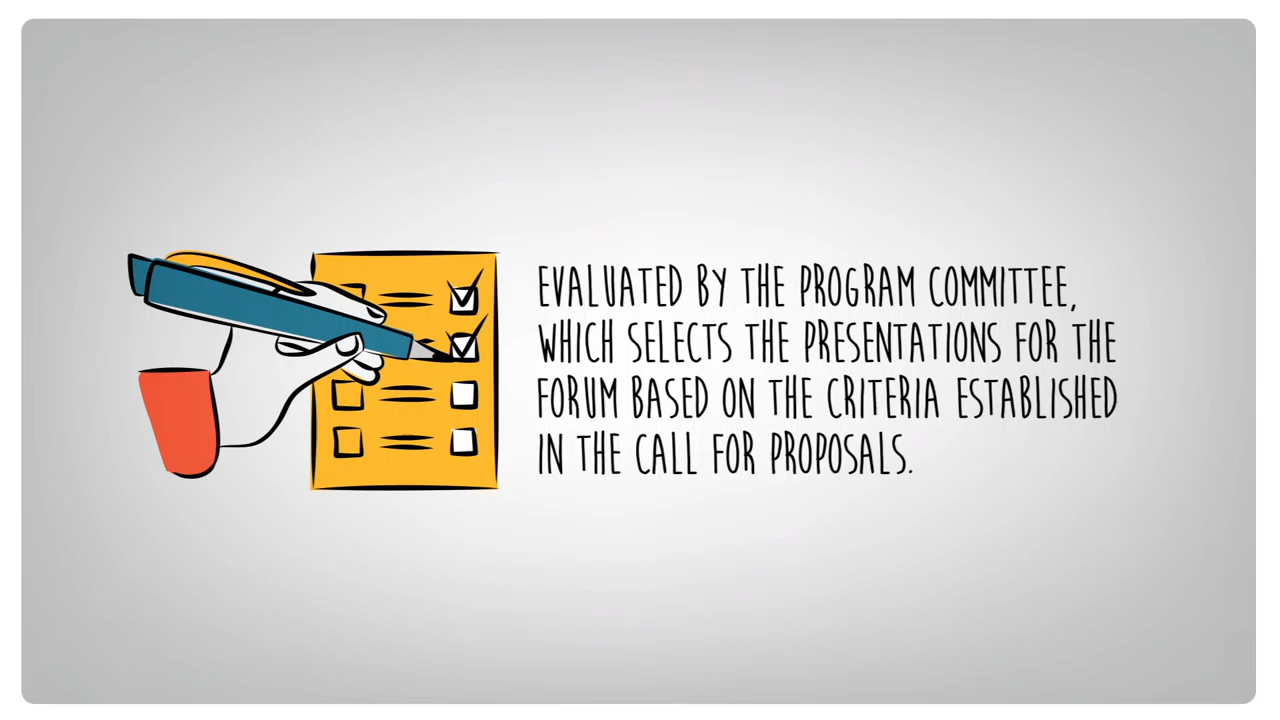 EVALUATED BY THE PROGRAM COMMITTEE,
WHICH SELECTS THE PRESENTATIONS FOR THE
FORUM BASED ON THE CRITERIA ESTABLISHED
IN THE CALL FOR PROPOSALS.